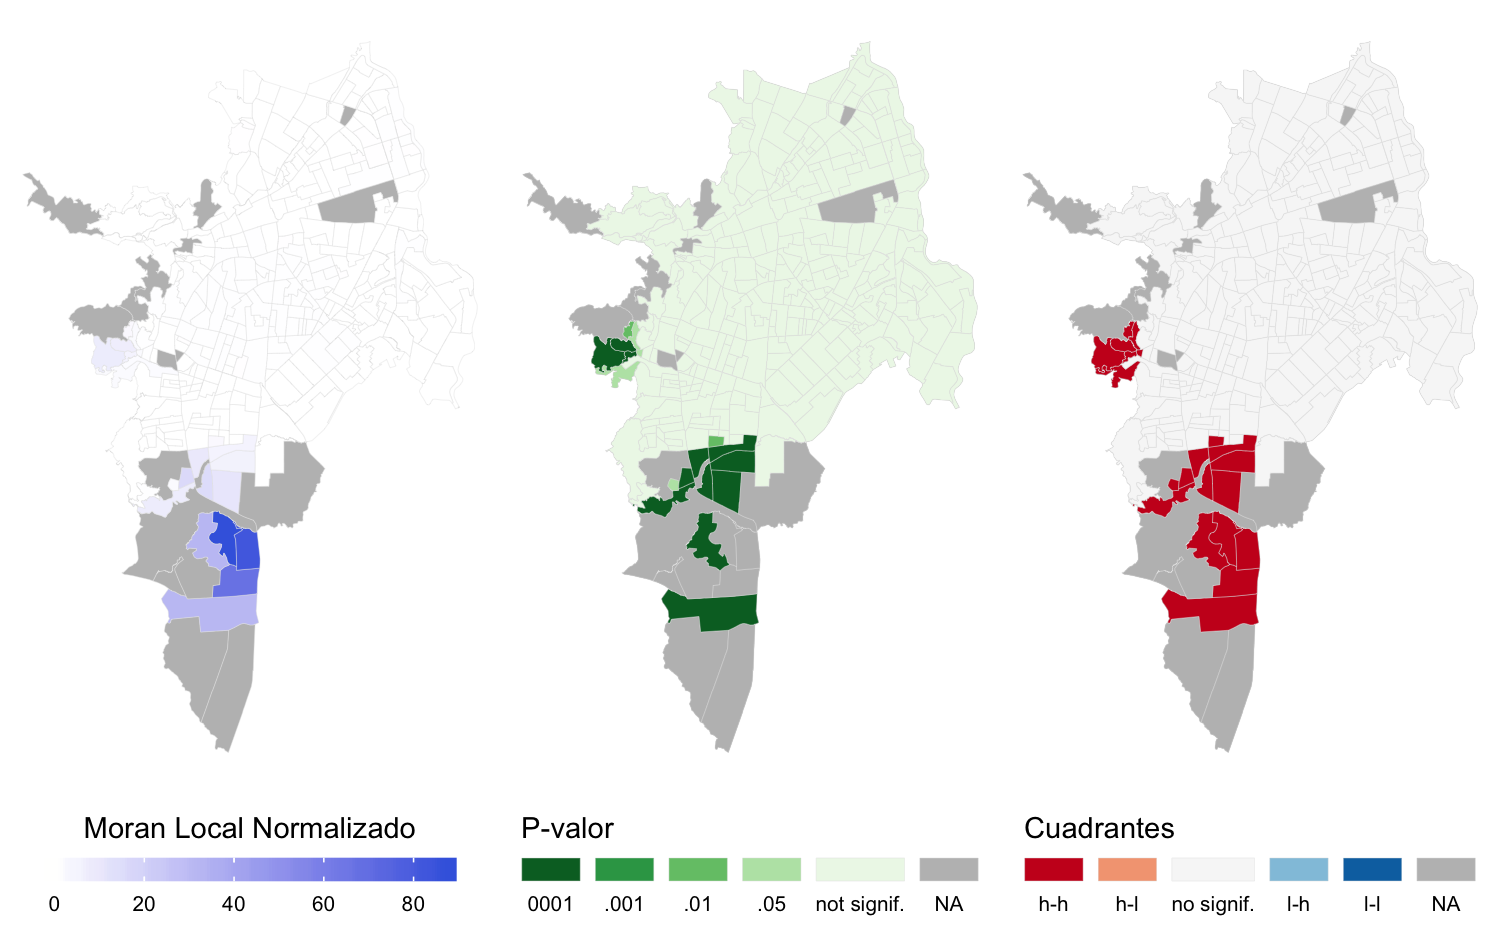 Moran Local Normalizado
0 20 40 60 80
P-valor
0001 .001 .01 .05 not signif. NA
Cuadrantes
h-h h-l no signif. l-h l-l NA